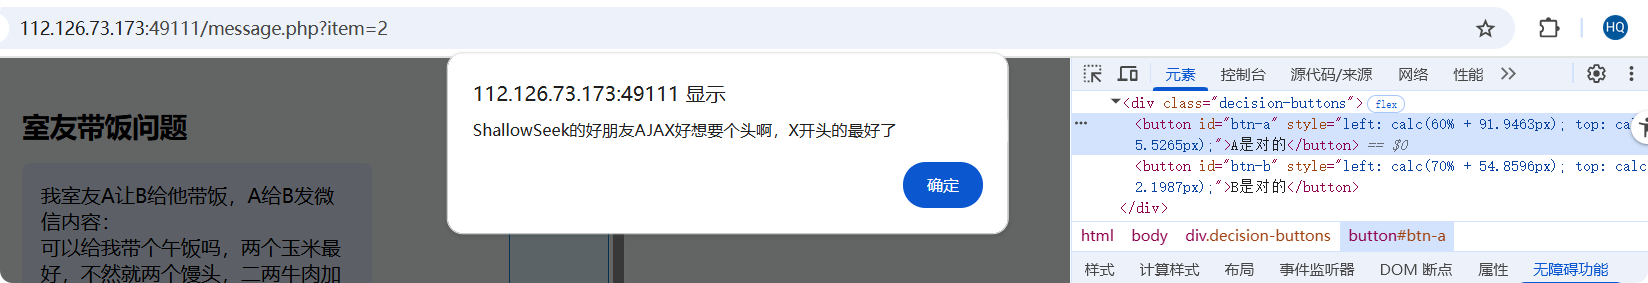 112.126.73.173:49111/message.php?item=2
HQ
112.126.73.173:49111 显示
ShallowSeek的好朋友AJAX好想要个头啊，X开头的最好了
确定
室友带饭问题
我室友A让B给他带饭，A给B发微
信内容：
可以给我带个午饭吗，两个玉米最
好，不然就两个馒头，二两牛肉加
元素 控制台 源代码/来源 网络 性能
<div class="decision-buttons"> flex
<button id="btn-a" style="left: calc(60% + 91.9463px); top: cal
5.5265px);">A是对的</button> == $0
<button id="btn-b" style="left: calc(70% + 54.8596px); top: calc
2.1987px);">B是对的</button>
</div>
html body div.decision-buttons button#btn-a
样式 计算样式 布局 事件监听器 DOM 断点 属性 无障碍功能